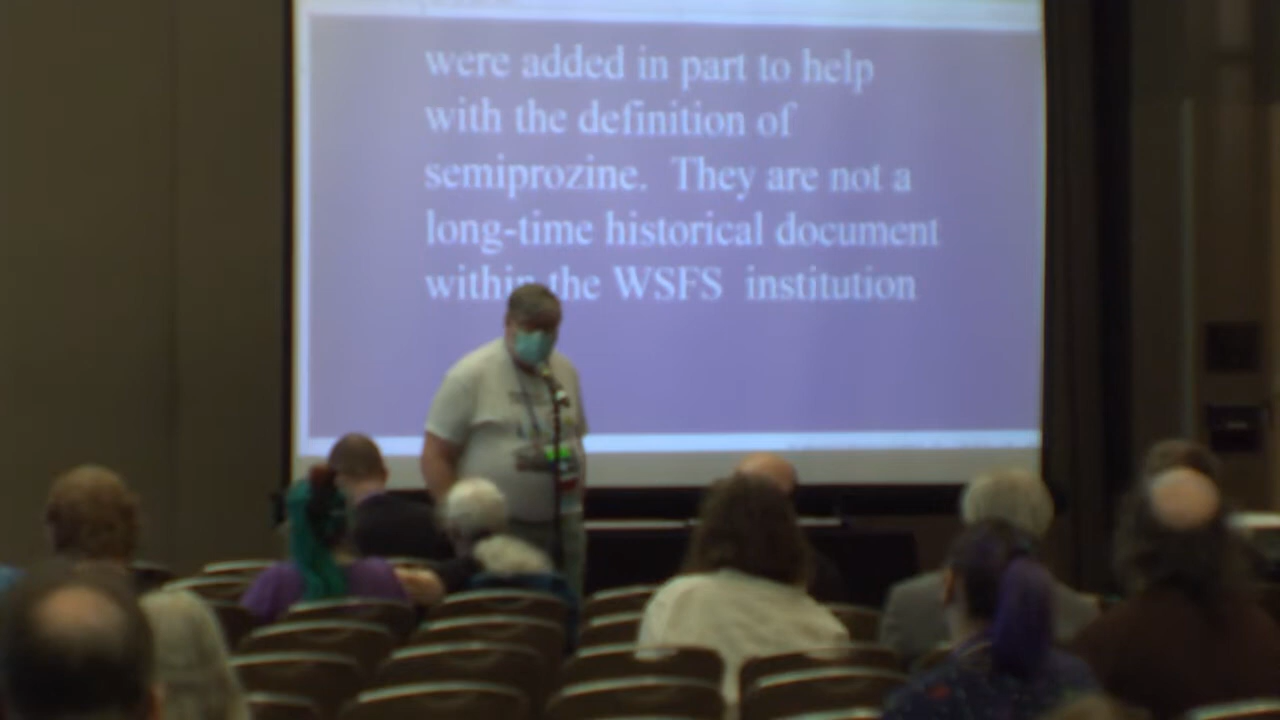 were added in part to help
with the definition of
semiprozine.  They are not a
long-time historical document
within the WSFS  institution